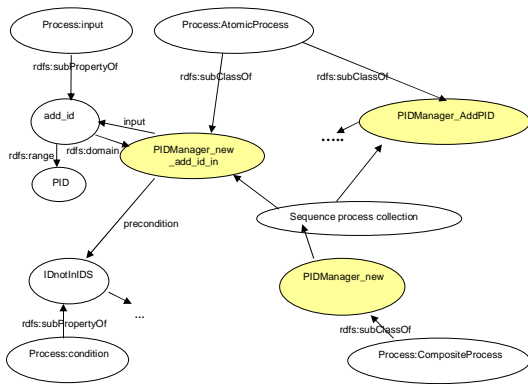 Process:input
Process:AtomicProcess
rdfs:subPropertyOf
rdfs:subClassOf
rdfs:subClassOf
add_id
input
PIDManager_AddPID
.....
rdfs:range
rdfs:domain
PIDManager_new
_add_id_in
PID
precondition
Sequence process collection
IDnotInIDS
PIDManager_new
...
rdfs:subPropertyOf
rdfs:subClassOf
Process:condition
Process:CompositeProcess